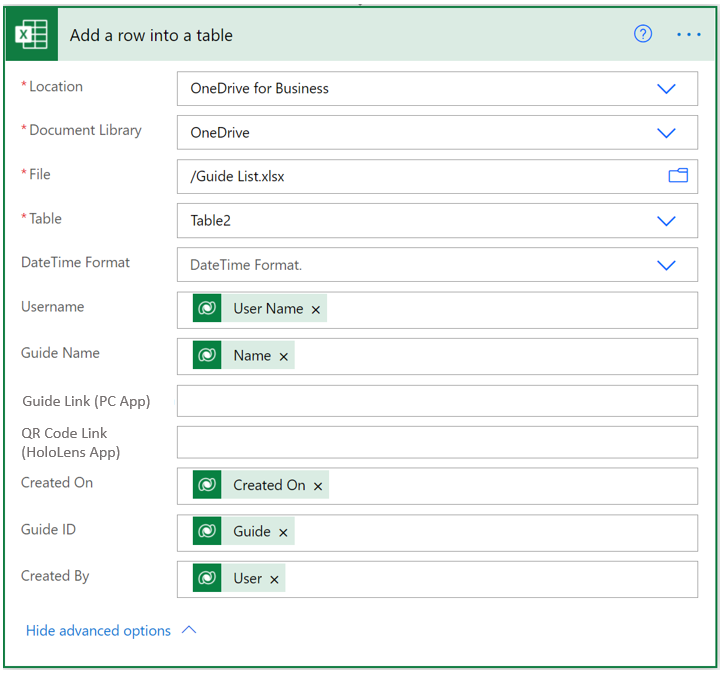 Add a row into a table
* Location
OneDrive for Business
* Document Library
OneDrive
* File
/Guide List.xlsx
* Table
Table2
DateTime Format
DateTime Format.
Username
User Name ×
Guide Name
Name ×
Guide Link (PC App)
QR Code Link
(HoloLens App)
Created On
Created On ×
Guide ID
Guide ×
Created By
User ×
Hide advanced options